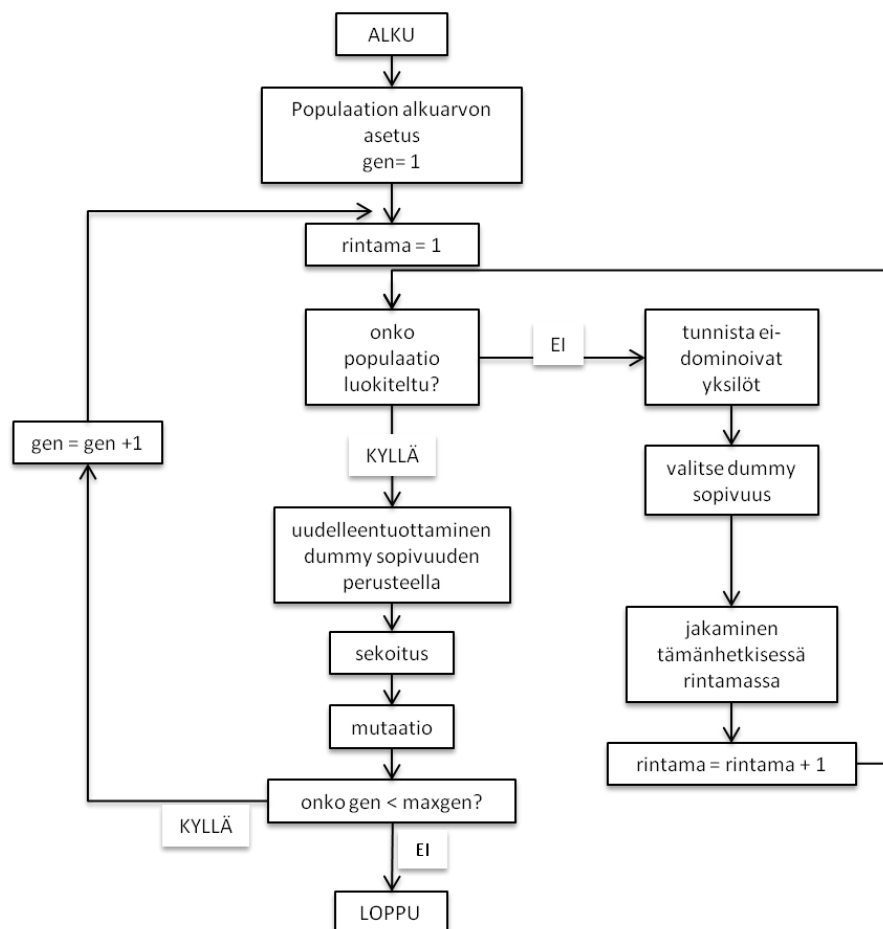 ALKU
Populaation alkuarvon
asetus
gen= 1
rintama = 1
onko
populaatio
luokiteltu?
EI
tunnista ei-
dominoivat
yksilöt
gen = gen +1
KYLLÄ
valitse dummy
sopivuus
uudelleentuottaminen
dummy sopivuuden
perusteella
jakaminen
tämänhetkisessä
rintamassa
sekoitus
mutaatio
rintama = rintama + 1
onko gen < maxgen?
KYLLÄ
EI
LOPPU